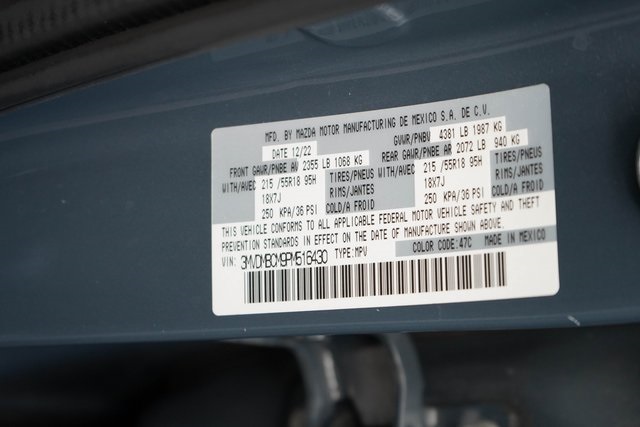 MFD. BY MAZDA MOTOR MANUFACTURING DE MEXICO S.A. DE C.V.
DATE 12/22 GVWR/PNBV 4381 LB 1987 KG
FRONT GAWR/PNBE AV 2355 LB 1068 KG REAR GAWR/PNBE AR 2072 LB 940 KG
WITH/AVEC 215 /55R18 95H TIRES/PNEUS WITH/AVEC 215 /55R18 95H TIRES/PNEUS
18X7J RIMS/JANTES 18X7J RIMS/JANTES
250 KPA/36 PSI COLD/A FROID 250 KPA/36 PSI COLD/A FROID
THIS VEHICLE CONFORMS TO ALL APPLICABLE FEDERAL MOTOR VEHICLE SAFETY AND THEFT
PREVENTION STANDARDS IN EFFECT ON THE DATE OF MANUFACTURE SHOWN ABOVE.
VIN: 3MVDMBCM9PM516430 TYPE:MPV COLOR CODE:47C MADE IN MEXICO